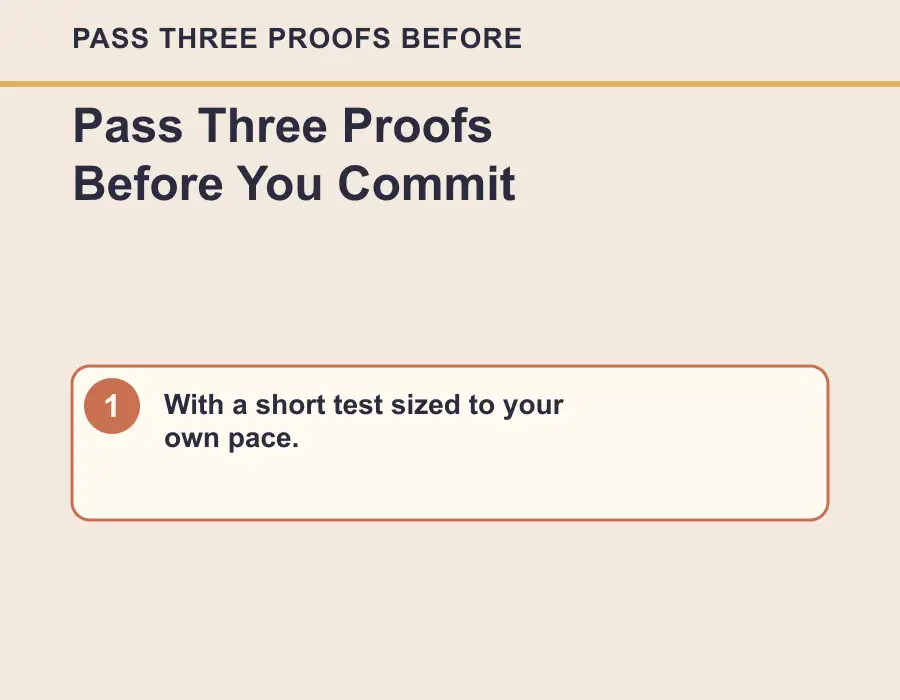 PASS THREE PROOFS BEFORE
Pass Three Proofs
Before You Commit
1
With a short test sized to your
own pace.